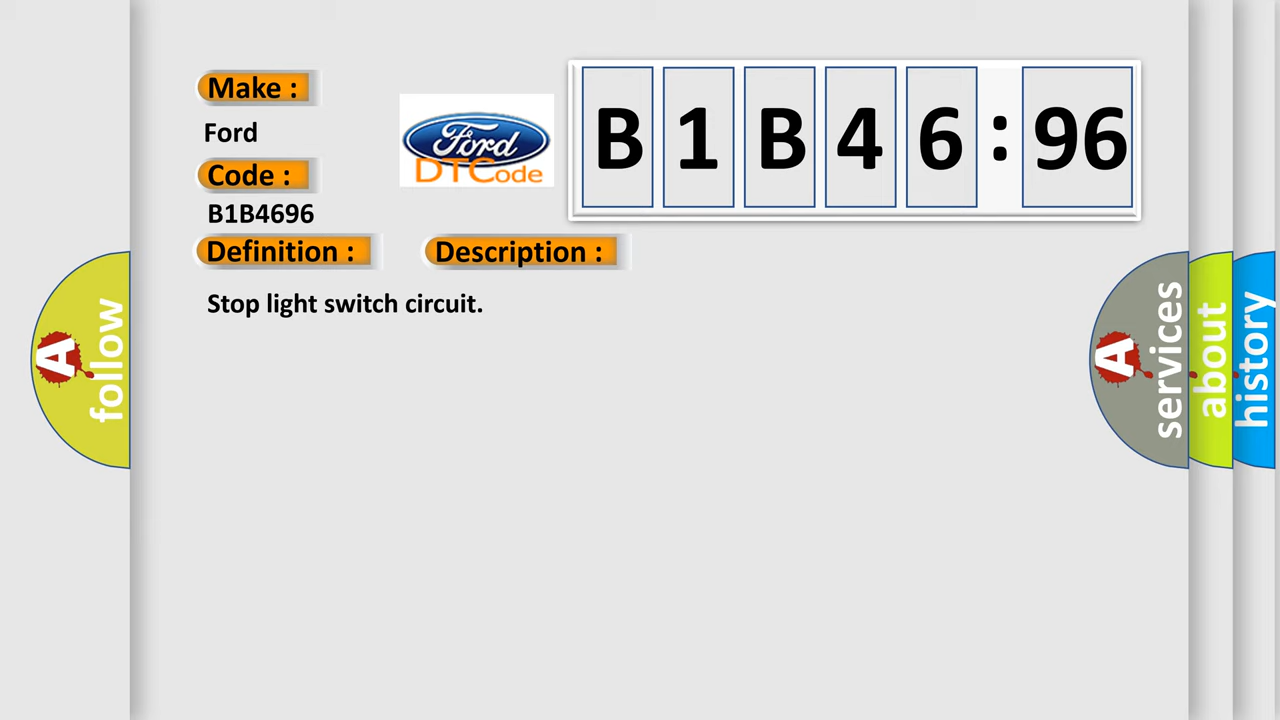 Make :
Ford
Code :
B1B4696
Ford
DTCode
B 1 B 4 6 : 96
Definition :
Description :
Stop light switch circuit.
A follow
A services
about
history